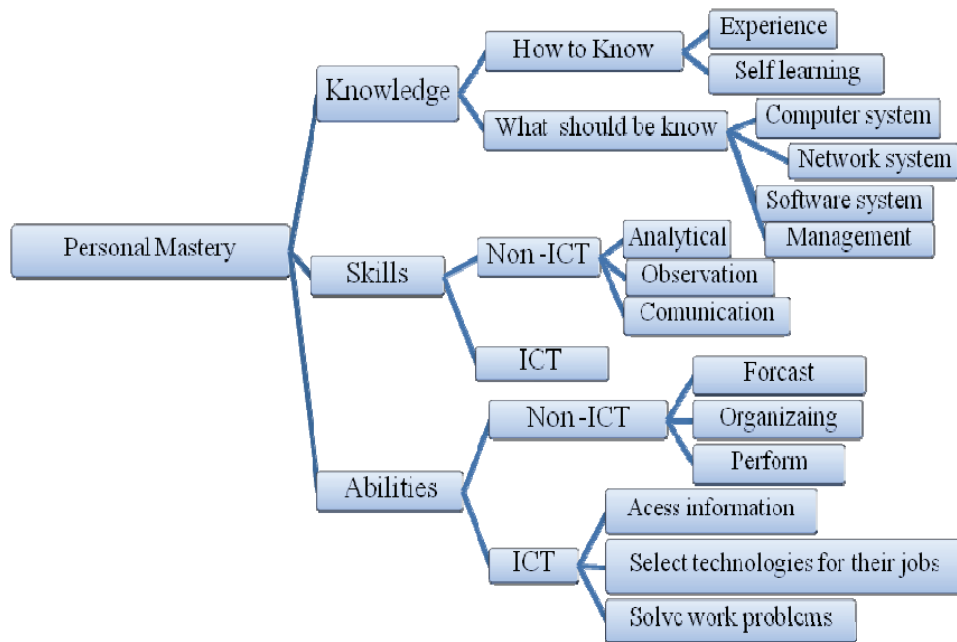 Personal Mastery
Knowledge
How to Know
Experience
Self learning
What should be know
Computer system
Network system
Software system
Management
Skills
Non-ICT
Analytical
Observation
Comunication
ICT
Abilities
Non-ICT
Forcast
Organizaing
Perform
ICT
Acess information
Select technologies for their jobs
Solve work problems